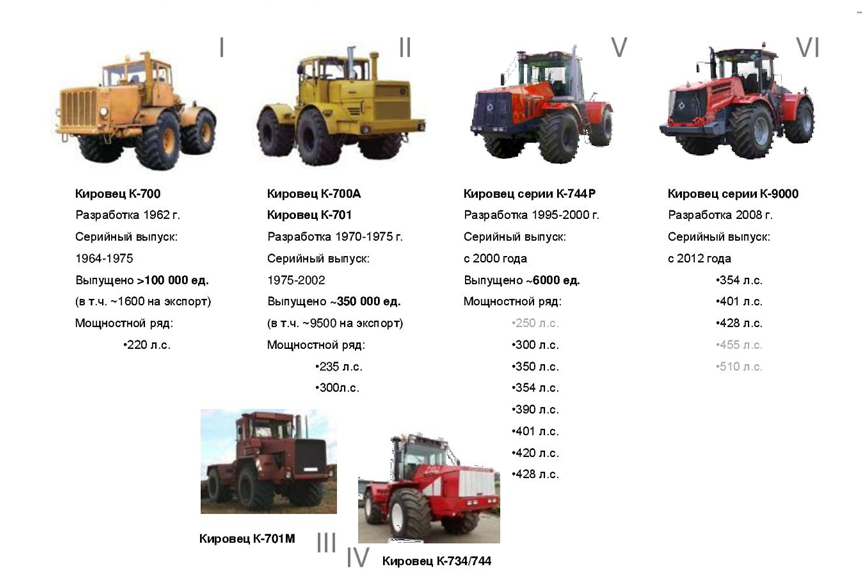 I
II
V
VI
Кировец К-700
Разработка 1962 г.
Серийный выпуск:
1964-1975
Выпущено >100 000 ед.
(в т.ч. ~1600 на экспорт)
Мощностной ряд:
•220 л.с.
Кировец К-700А
Кировец К-701
Разработка 1970-1975 г.
Серийный выпуск:
1975-2002
Выпущено ~350 000 ед.
(в т.ч. ~9500 на экспорт)
Мощностной ряд:
•235 л.с.
•300л.с.
Кировец серии К-744Р
Разработка 1995-2000 г.
Серийный выпуск:
с 2000 года
Выпущено ~6000 ед.
Мощностной ряд:
•250 л.с.
•300 л.с.
•350 л.с.
•354 л.с.
•390 л.с.
•401 л.с.
•420 л.с.
•428 л.с.
Кировец серии К-9000
Разработка 2008 г.
Серийный выпуск:
с 2012 года
•354 л.с.
•401 л.с.
•428 л.с.
•455 л.с.
•510 л.с.
Кировец К-701М
III
IV
Кировец К-734/744